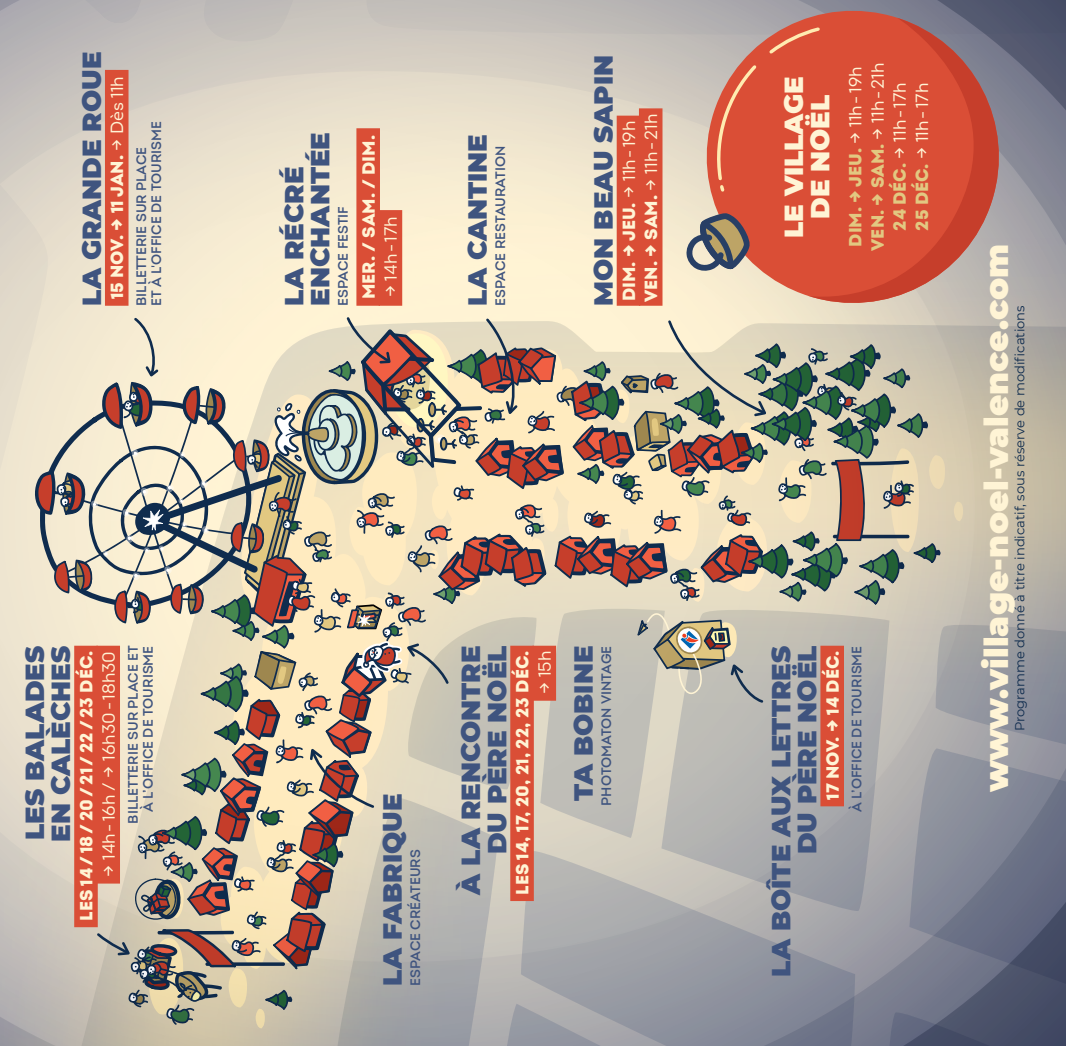 LES BALADES
EN CALÈCHES
LES 14 / 18 / 20 / 21 / 22 / 23 DÉC.
→ 14h - 16h / → 16h30 - 18h30
BILLETTERIE SUR PLACE ET
À L'OFFICE DE TOURISME
LA GRANDE ROUE
15 NOV. → 11 JAN. → Dès 11h
BILLETTERIE SUR PLACE
ET À L'OFFICE DE TOURISME
LA RÉCRÉ
ENCHANTÉE
ESPACE FESTIF
MER. / SAM. / DIM.
→ 14h - 17h
LA FABRIQUE
ESPACE CRÉATEURS
LA CANTINE
ESPACE RESTAURATION
À LA RENCONTRE
DU PÈRE NOËL
LES 14, 17, 20, 21, 22, 23 DÉC.
→ 15h
TA BOBINE
PHOTOMATON VINTAGE
MON BEAU SAPIN
DIM. → JEU. → 11h - 19h
VEN. → SAM. → 11h - 21h
LA BOÎTE AUX LETTRES
DU PÈRE NOËL
17 NOV. → 14 DÉC.
À L'OFFICE DE TOURISME
LE VILLAGE
DE NOËL
DIM. → JEU. → 11h - 19h
VEN. → SAM. → 11h - 21h
24 DÉC. → 11h - 17h
25 DÉC. → 11h - 17h
www.village-noel-valence.com
Programme donné à titre indicatif, sous réserve de modifications